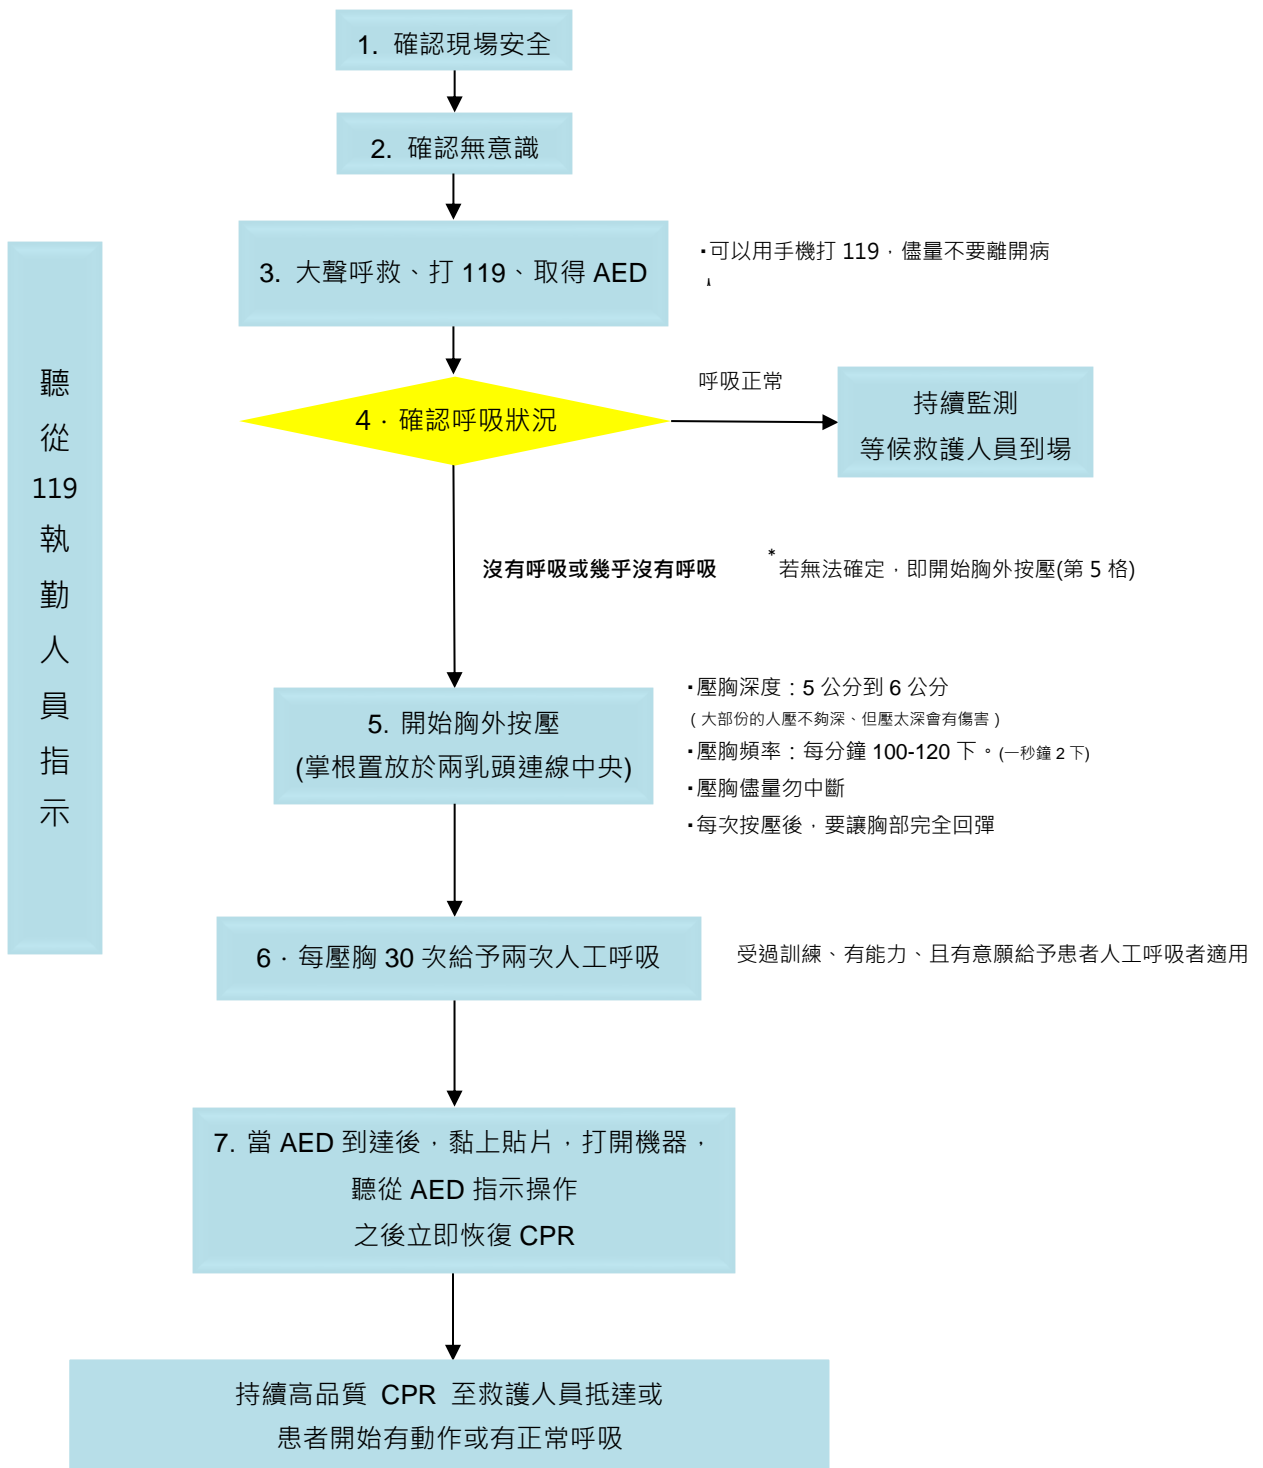 1. 確認現場安全
2. 確認無意識
3. 大聲呼救、打 119、取得 AED
‧可以用手機打 119，儘量不要離開病
聽
從
119
執
勤
人
員
指
示
4．確認呼吸狀況
呼吸正常
持續監測
等候救護人員到場
沒有呼吸或幾乎沒有呼吸
*若無法確定，即開始胸外按壓(第 5 格)
5. 開始胸外按壓
(掌根置放於兩乳頭連線中央)
‧壓胸深度：5 公分到 6 公分
（大部份的人壓不夠深、但壓太深會有傷害）
‧壓胸頻率：每分鐘 100-120 下。(一秒鐘 2 下)
‧壓胸儘量勿中斷
‧每次按壓後，要讓胸部完全回彈
6．每壓胸 30 次給予兩次人工呼吸
受過訓練、有能力、且有意願給予患者人工呼吸者適用
7. 當 AED 到達後，黏上貼片，打開機器，
聽從 AED 指示操作
之後立即恢復 CPR
持續高品質 CPR 至救護人員抵達或
患者開始有動作或有正常呼吸